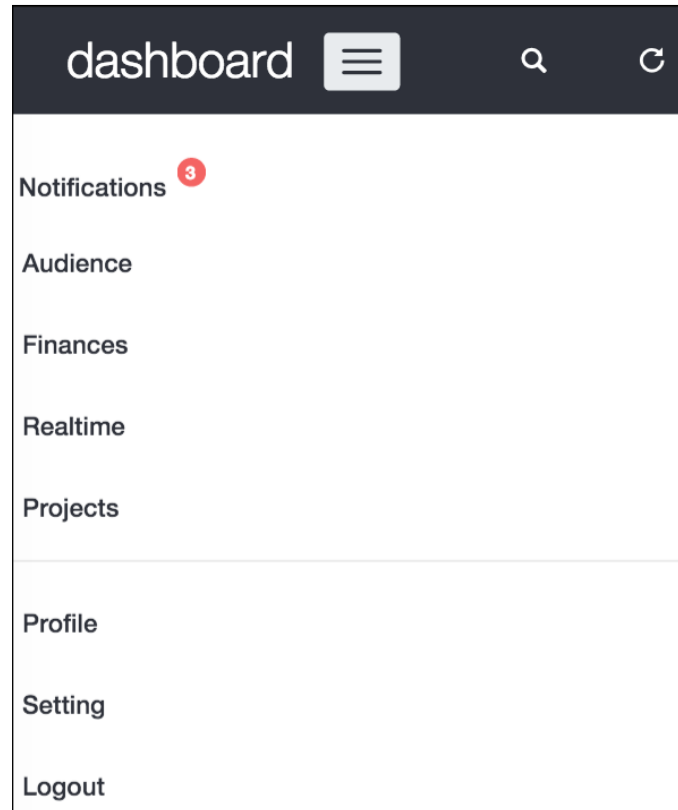 dashboard
Notifications 3
Audience
Finances
Realtime
Projects
Profile
Setting
Logout